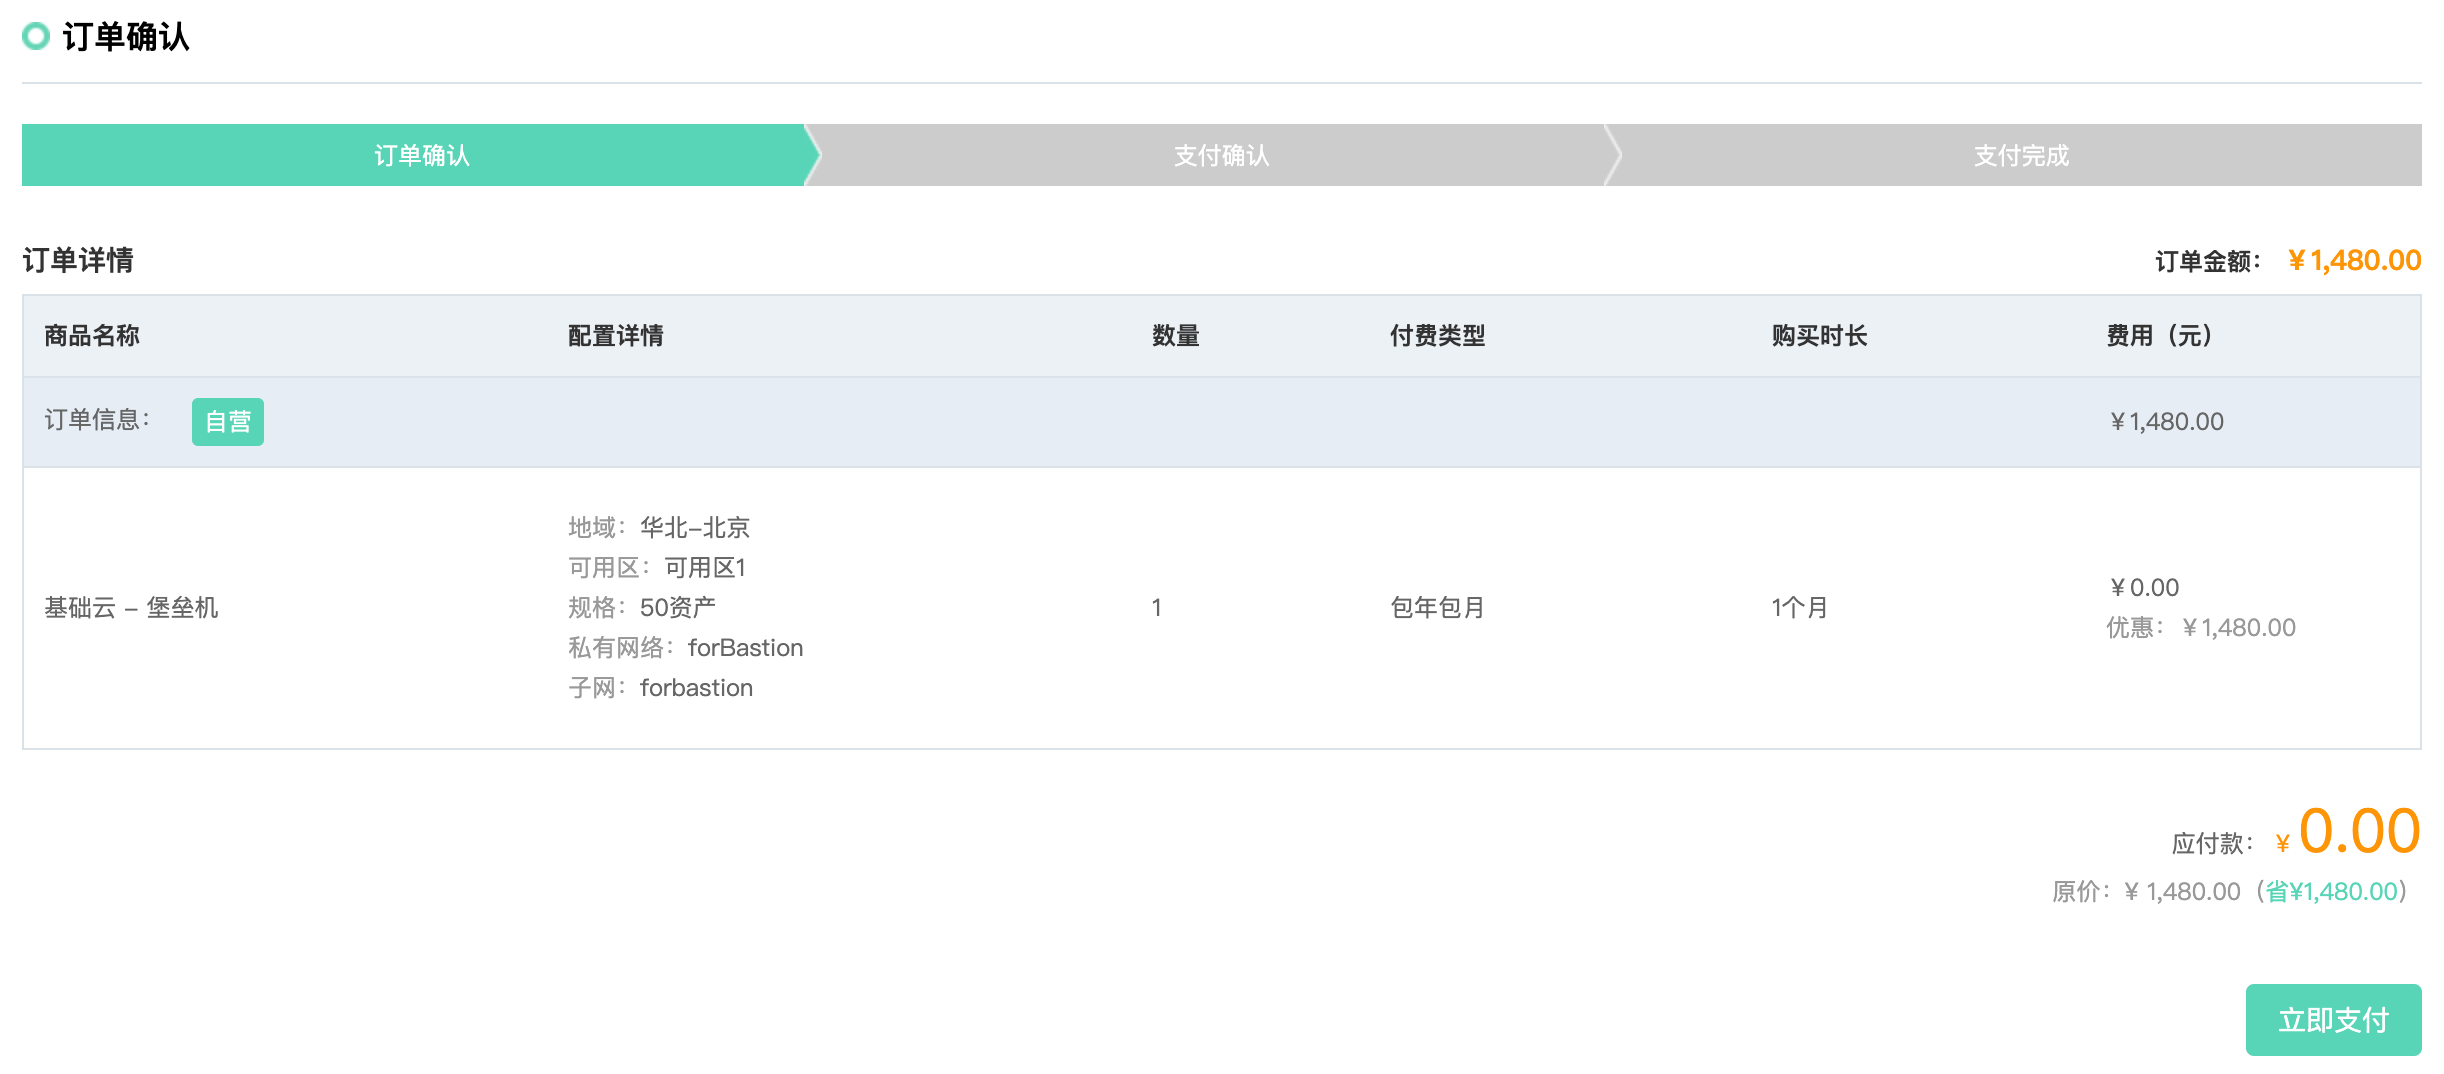 订单确认
订单确认 支付确认 支付完成
订单详情 订单金额： ¥1,480.00
商品名称 配置详情 数量 付费类型 购买时长 费用（元）
订单信息： 自营 ¥1,480.00
基础云 – 堡垒机
地域：华北–北京
可用区：可用区1
规格：50资产
私有网络：forBastion
子网：forbastion
1
包年包月
1个月
¥0.00
优惠：¥1,480.00
应付款： ¥ 0.00
原价：¥ 1,480.00（省¥1,480.00）
立即支付